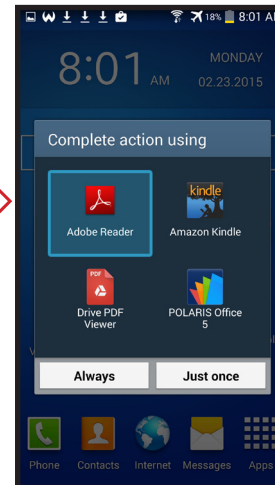 18% 8:01 AM
8:01 AM
MONDAY
02.23.2015
Complete action using
Adobe Reader
kindle
Amazon Kindle
PDF
Drive PDF
Viewer
POLARIS Office
5
Always
Just once
Phone
Contacts
Internet
Messages
Apps